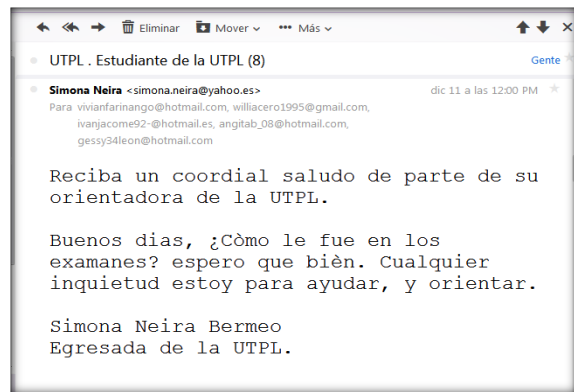 Eliminar Mover ••• Más
UTPL . Estudiante de la UTPL (8) Gente
Simona Neira <simona.neira@yahoo.es> dic 11 a las 12:00 PM
Para vivianfarinango@hotmail.com, williacero1995@gmail.com,
ivanjacome92-@hotmail.es, angitab_08@hotmail.com,
gessy34leon@hotmail.com
Reciba un coordial saludo de parte de su
orientadora de la UTPL.
Buenos dias, ¿Còmo le fue en los
examanes? espero que bièn. Cualquier
inquietud estoy para ayudar, y orientar.
Simona Neira Bermeo
Egresada de la UTPL.